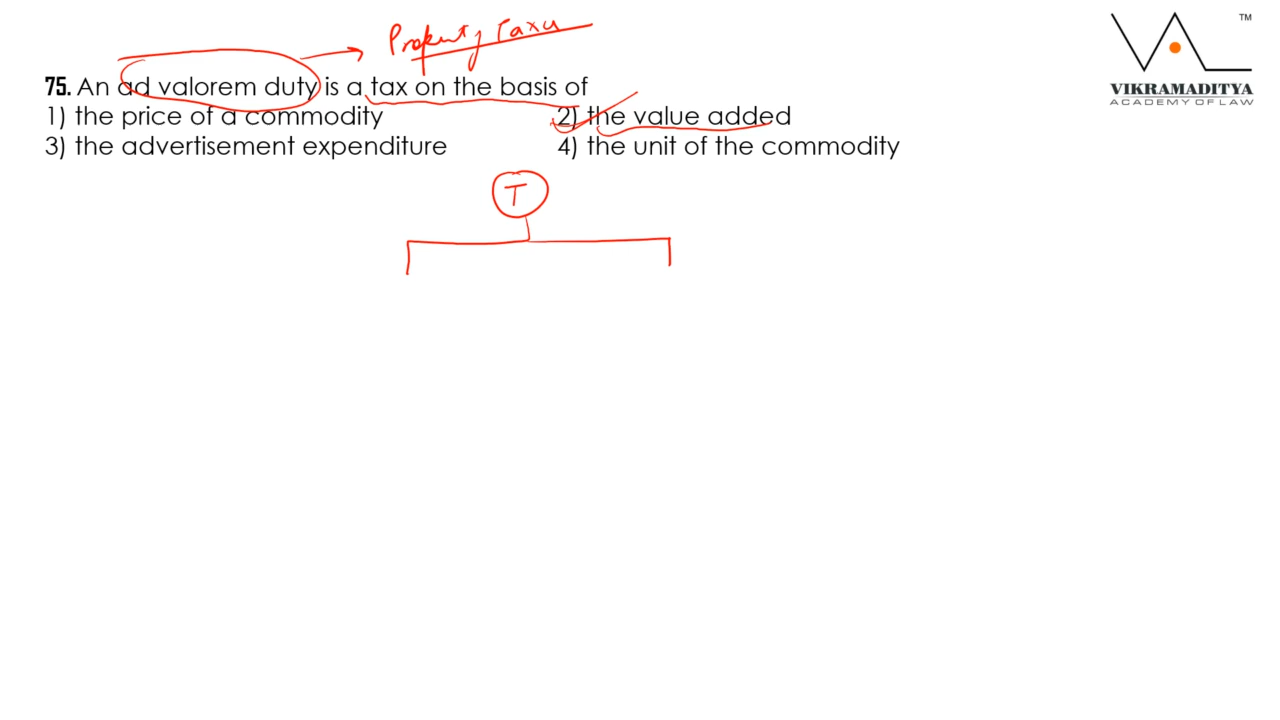 Property Taxes
75. An ad valorem duty is a tax on the basis of
1) the price of a commodity
2) the value added
3) the advertisement expenditure
4) the unit of the commodity
T
TM
VIKRAMADITYA
ACADEMY OF LAW